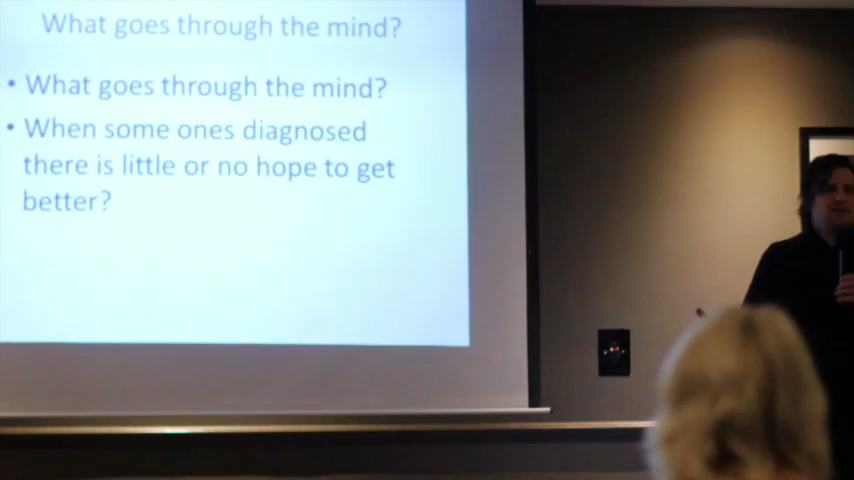 What goes through the mind?
• What goes through the mind?
• When some ones diagnosed
there is little or no hope to get
better?